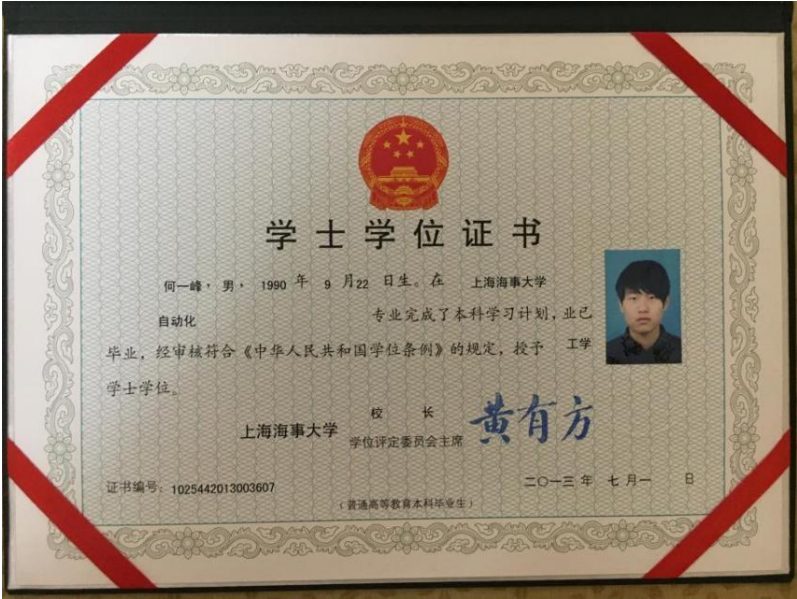 学士学位证书
何一峰，男，1990 年 9 月22 日生。在 上海海事大学
自动化 专业完成了本科学习计划，业已
毕业，经审核符合《中华人民共和国学位条例》的规定，授予 工学
学士学位。
上海海事大学 校 长 黄有方
学位评定委员会主席
证书编号：1025442013003607 二〇一三年 七月一 日
（普通高等教育本科毕业生）